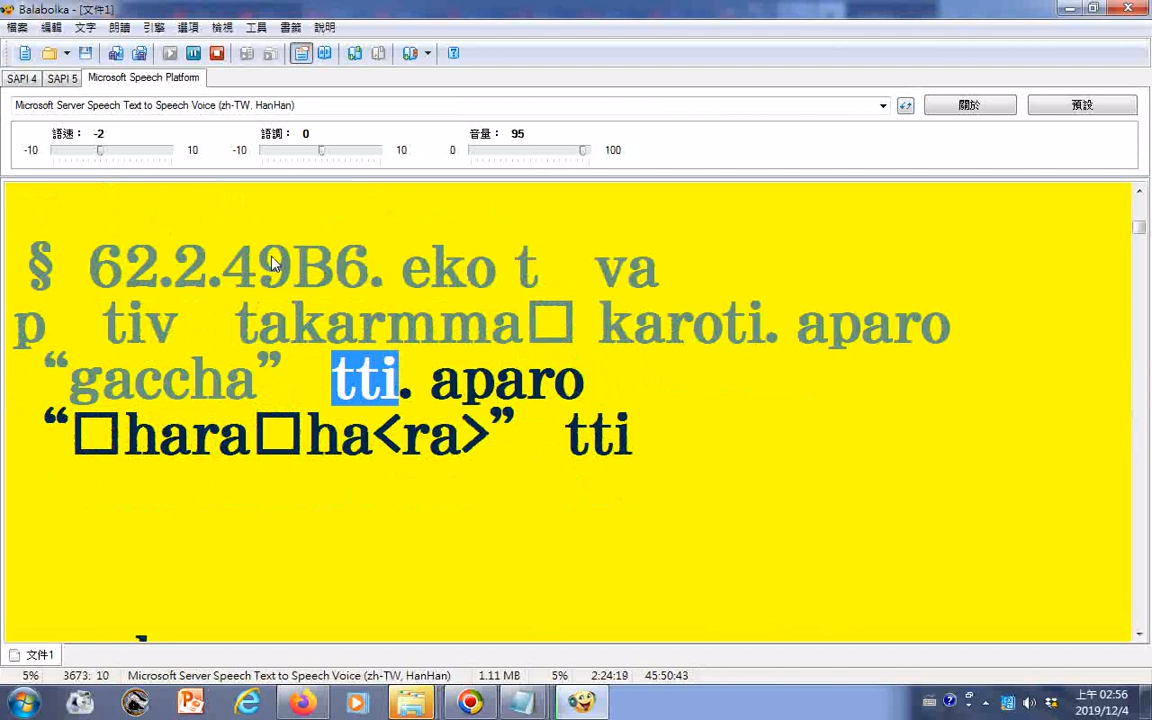 Balabolka - [文件1]
檔案 編輯 文字 朗讀 引擎 選項 檢視 工具 書籤 說明
SAPI 4 SAPI 5 Microsoft Speech Platform
Microsoft Server Speech Text to Speech Voice (zh-TW, HanHan) 關於 預設
語速： -2 語調： 0 音量： 95
-10 10 -10 10 0 100
§ 62.2.49B6. eko t va
p tiv takarmma□ karoti. aparo
“gaccha” tti. aparo
“□hara□ha<ra>” tti
文件1
5% 3673: 10 Microsoft Server Speech Text to Speech Voice (zh-TW, HanHan) 1.11 MB 5% 2:24:19 45:50:43
上午 02:56
2019/12/4